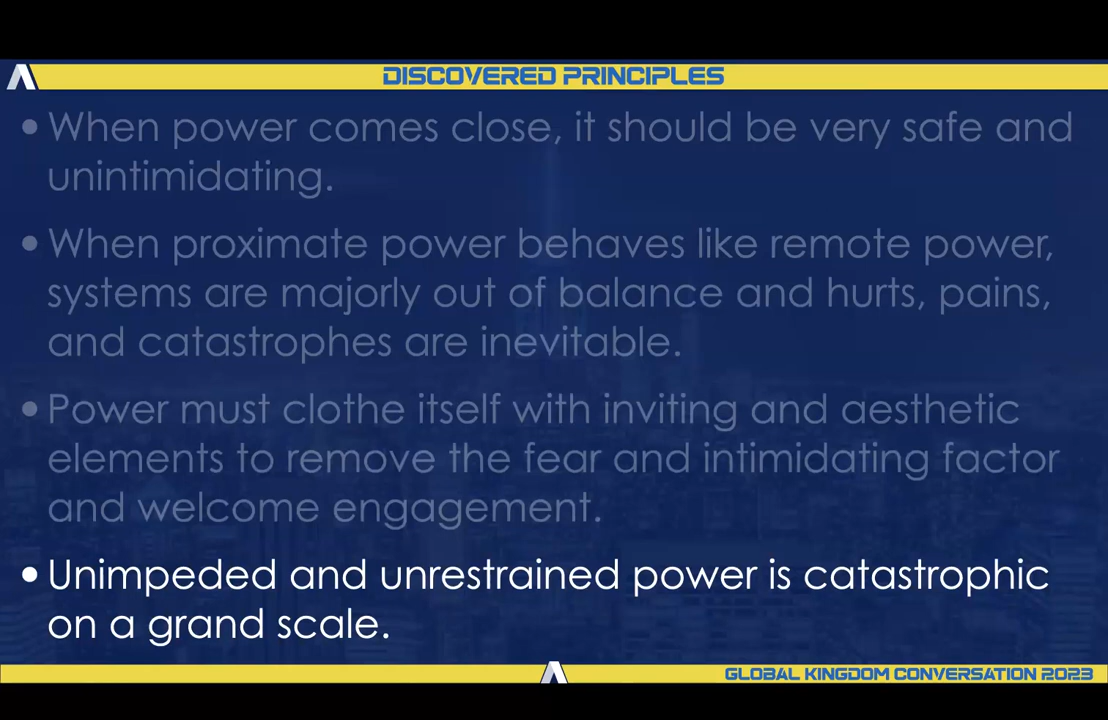 DISCOVERED PRINCIPLES
• When power comes close, it should be very safe and
unintimidating.
• When proximate power behaves like remote power,
systems are majorly out of balance and hurts, pains,
and catastrophes are inevitable.
• Power must clothe itself with inviting and aesthetic
elements to remove the fear and intimidating factor
and welcome engagement.
• Unimpeded and unrestrained power is catastrophic
on a grand scale.
GLOBAL KINGDOM CONVERSATION 2023